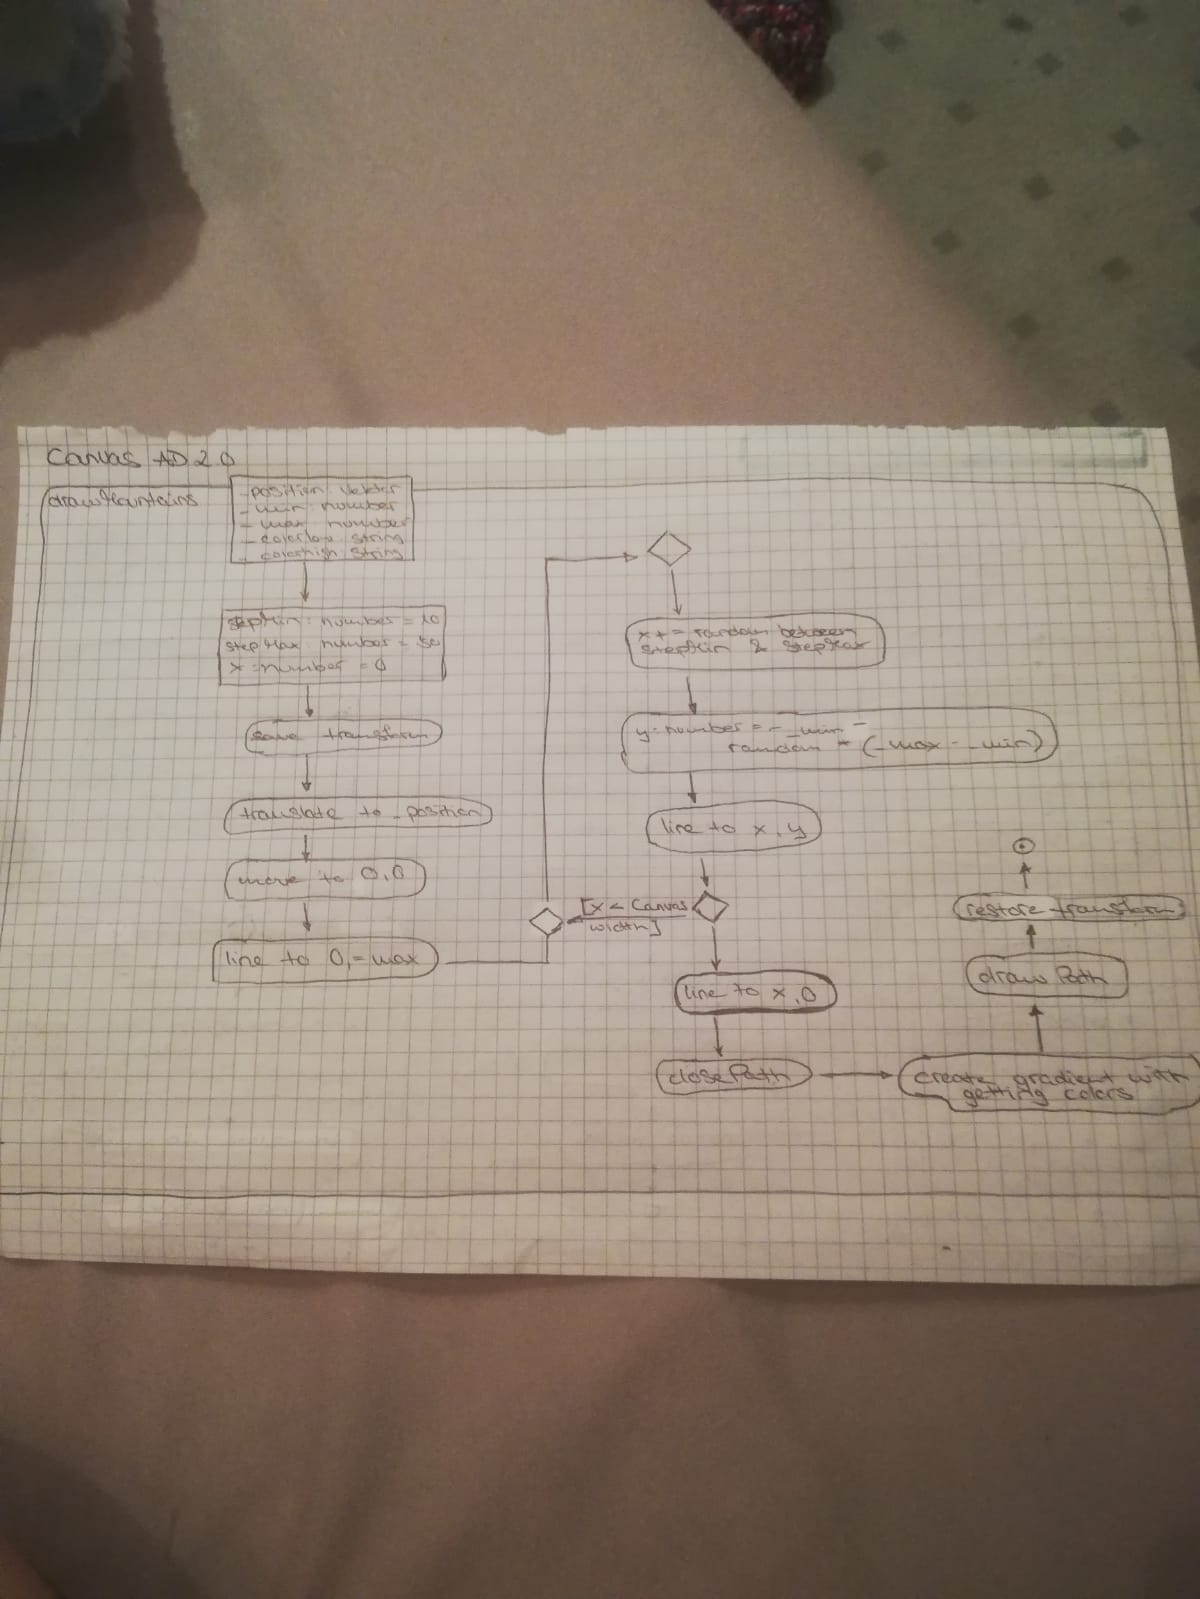 Canvas AD 2.0
drawMountains
_position: Vector
_min: number
_max: number
_colorlow: String
_colorhigh: String
stepMin: number = 10
stepMax: number = 50
x: number = 0
save transform
translate to _position
move to 0,0
line to 0,-max
x += random between
stepMin & stepMax
y: number = - _min -
random * (_max - _min)
line to x, y
[x < Canvas
width]
line to x, 0
closePath
create gradient with
getting colors
draw Path
restore transform